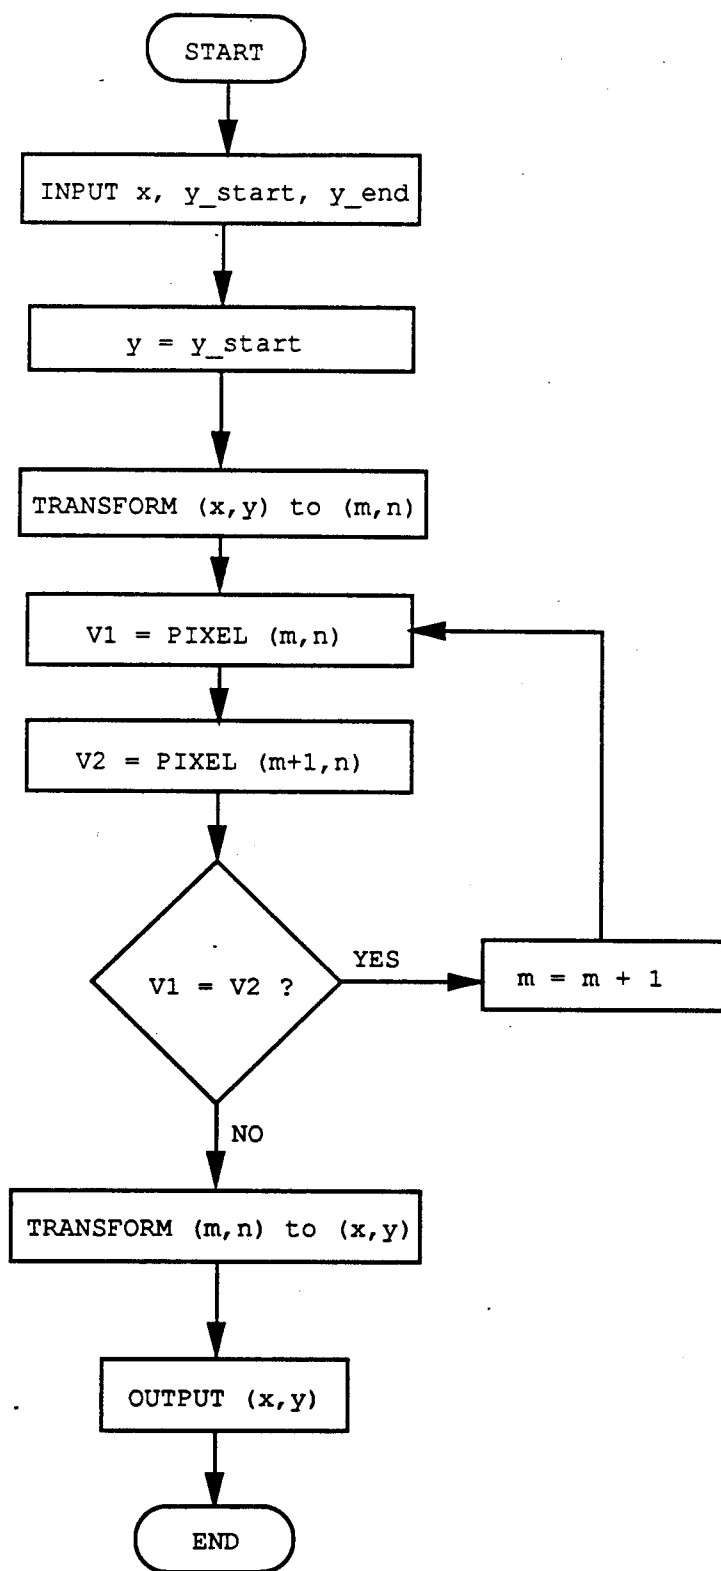 START
INPUT x, y_start, y_end
y = y_start
TRANSFORM (x,y) to (m,n)
V1 = PIXEL (m,n)
V2 = PIXEL (m+1,n)
V1 = V2 ?
YES
m = m + 1
NO
TRANSFORM (m,n) to (x,y)
OUTPUT (x,y)
END